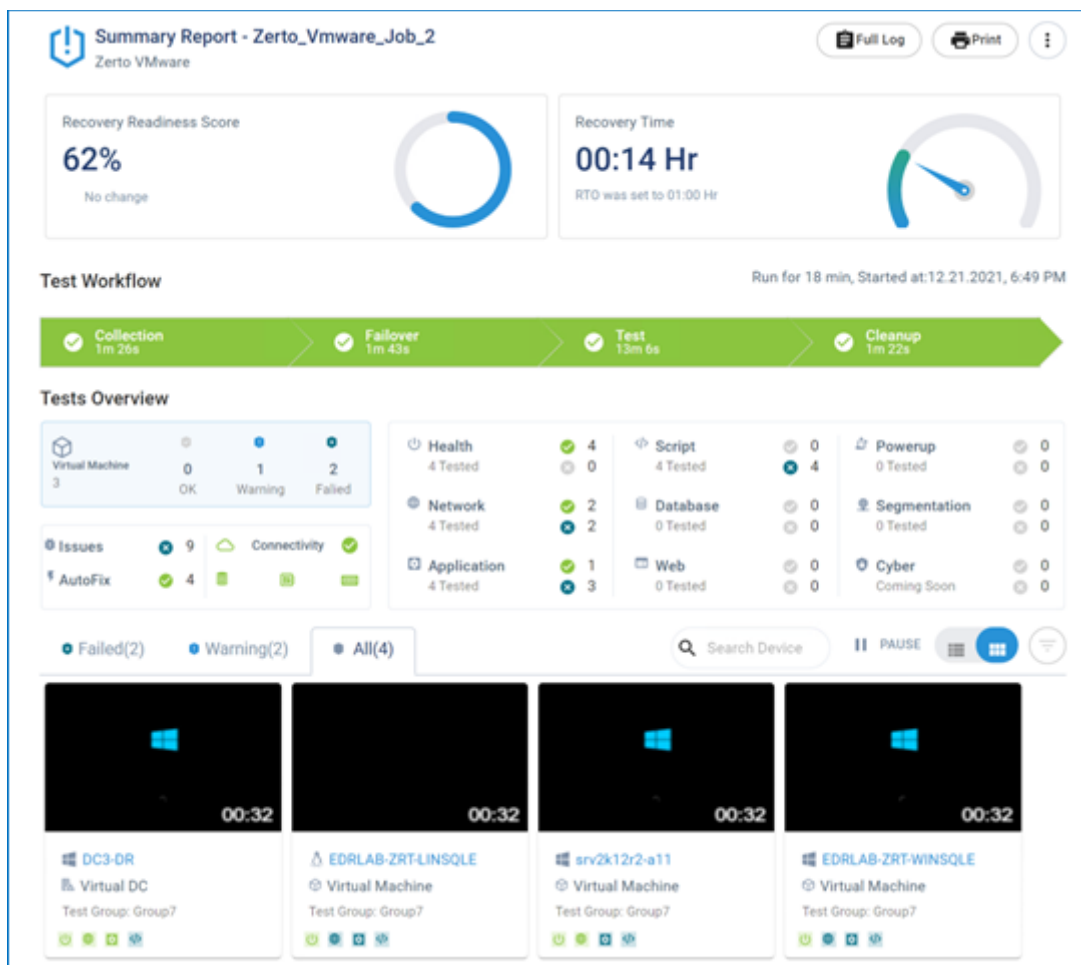 Summary Report - Zerto_Vmware_Job_2
Zerto VMware
Full Log
Print
Recovery Readiness Score
62%
No change
Recovery Time
00:14 Hr
RTO was set to 01:00 Hr
Test Workflow
Run for 18 min, Started at:12.21.2021, 6:49 PM
Collection
1m 26s
Failover
1m 43s
Test
13m 6s
Cleanup
1m 22s
Tests Overview
Virtual Machine
3
0
OK
1
Warning
2
Falied
Issues 9
Connectivity
AutoFix 4
Health 4
4 Tested 0
Script 0
4 Tested 4
Powerup 0
0 Tested 0
Network 2
4 Tested 2
Database 0
0 Tested 0
Segmentation 0
0 Tested 0
Application 1
4 Tested 3
Web 0
0 Tested 0
Cyber 0
Coming Soon 0
Failed(2)
Warning(2)
All(4)
Search Device
PAUSE
00:32
DC3-DR
Virtual DC
Test Group: Group7
00:32
EDRLAB-ZRT-LINSQLE
Virtual Machine
Test Group: Group7
00:32
srv2k12r2-a11
Virtual Machine
Test Group: Group7
00:32
EDRLAB-ZRT-WINSQLE
Virtual Machine
Test Group: Group7